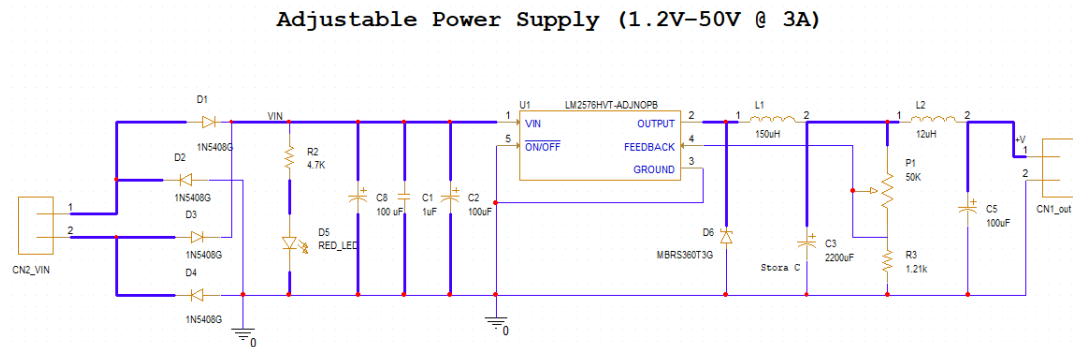 Adjustable Power Supply (1.2V-50V @ 3A)
D1
1N5408G
VIN
D2
1N5408G
D3
1N5408G
D4
1N5408G
1
2
CN2_VIN
R2
4.7K
D5
RED_LED
C8
100 uF
C1
1uF
C2
100uF
0
U1
LM2576HVT-ADJNOPB
1
VIN
5
ON/OFF
OUTPUT
2
FEEDBACK
4
GROUND
3
0
L1
1
2
150uH
D6
MBRS360T3G
C3
2200uF
Stora C
L2
1
2
12uH
P1
50K
R3
1.21k
C5
100uF
+V
1
2
CN1_out